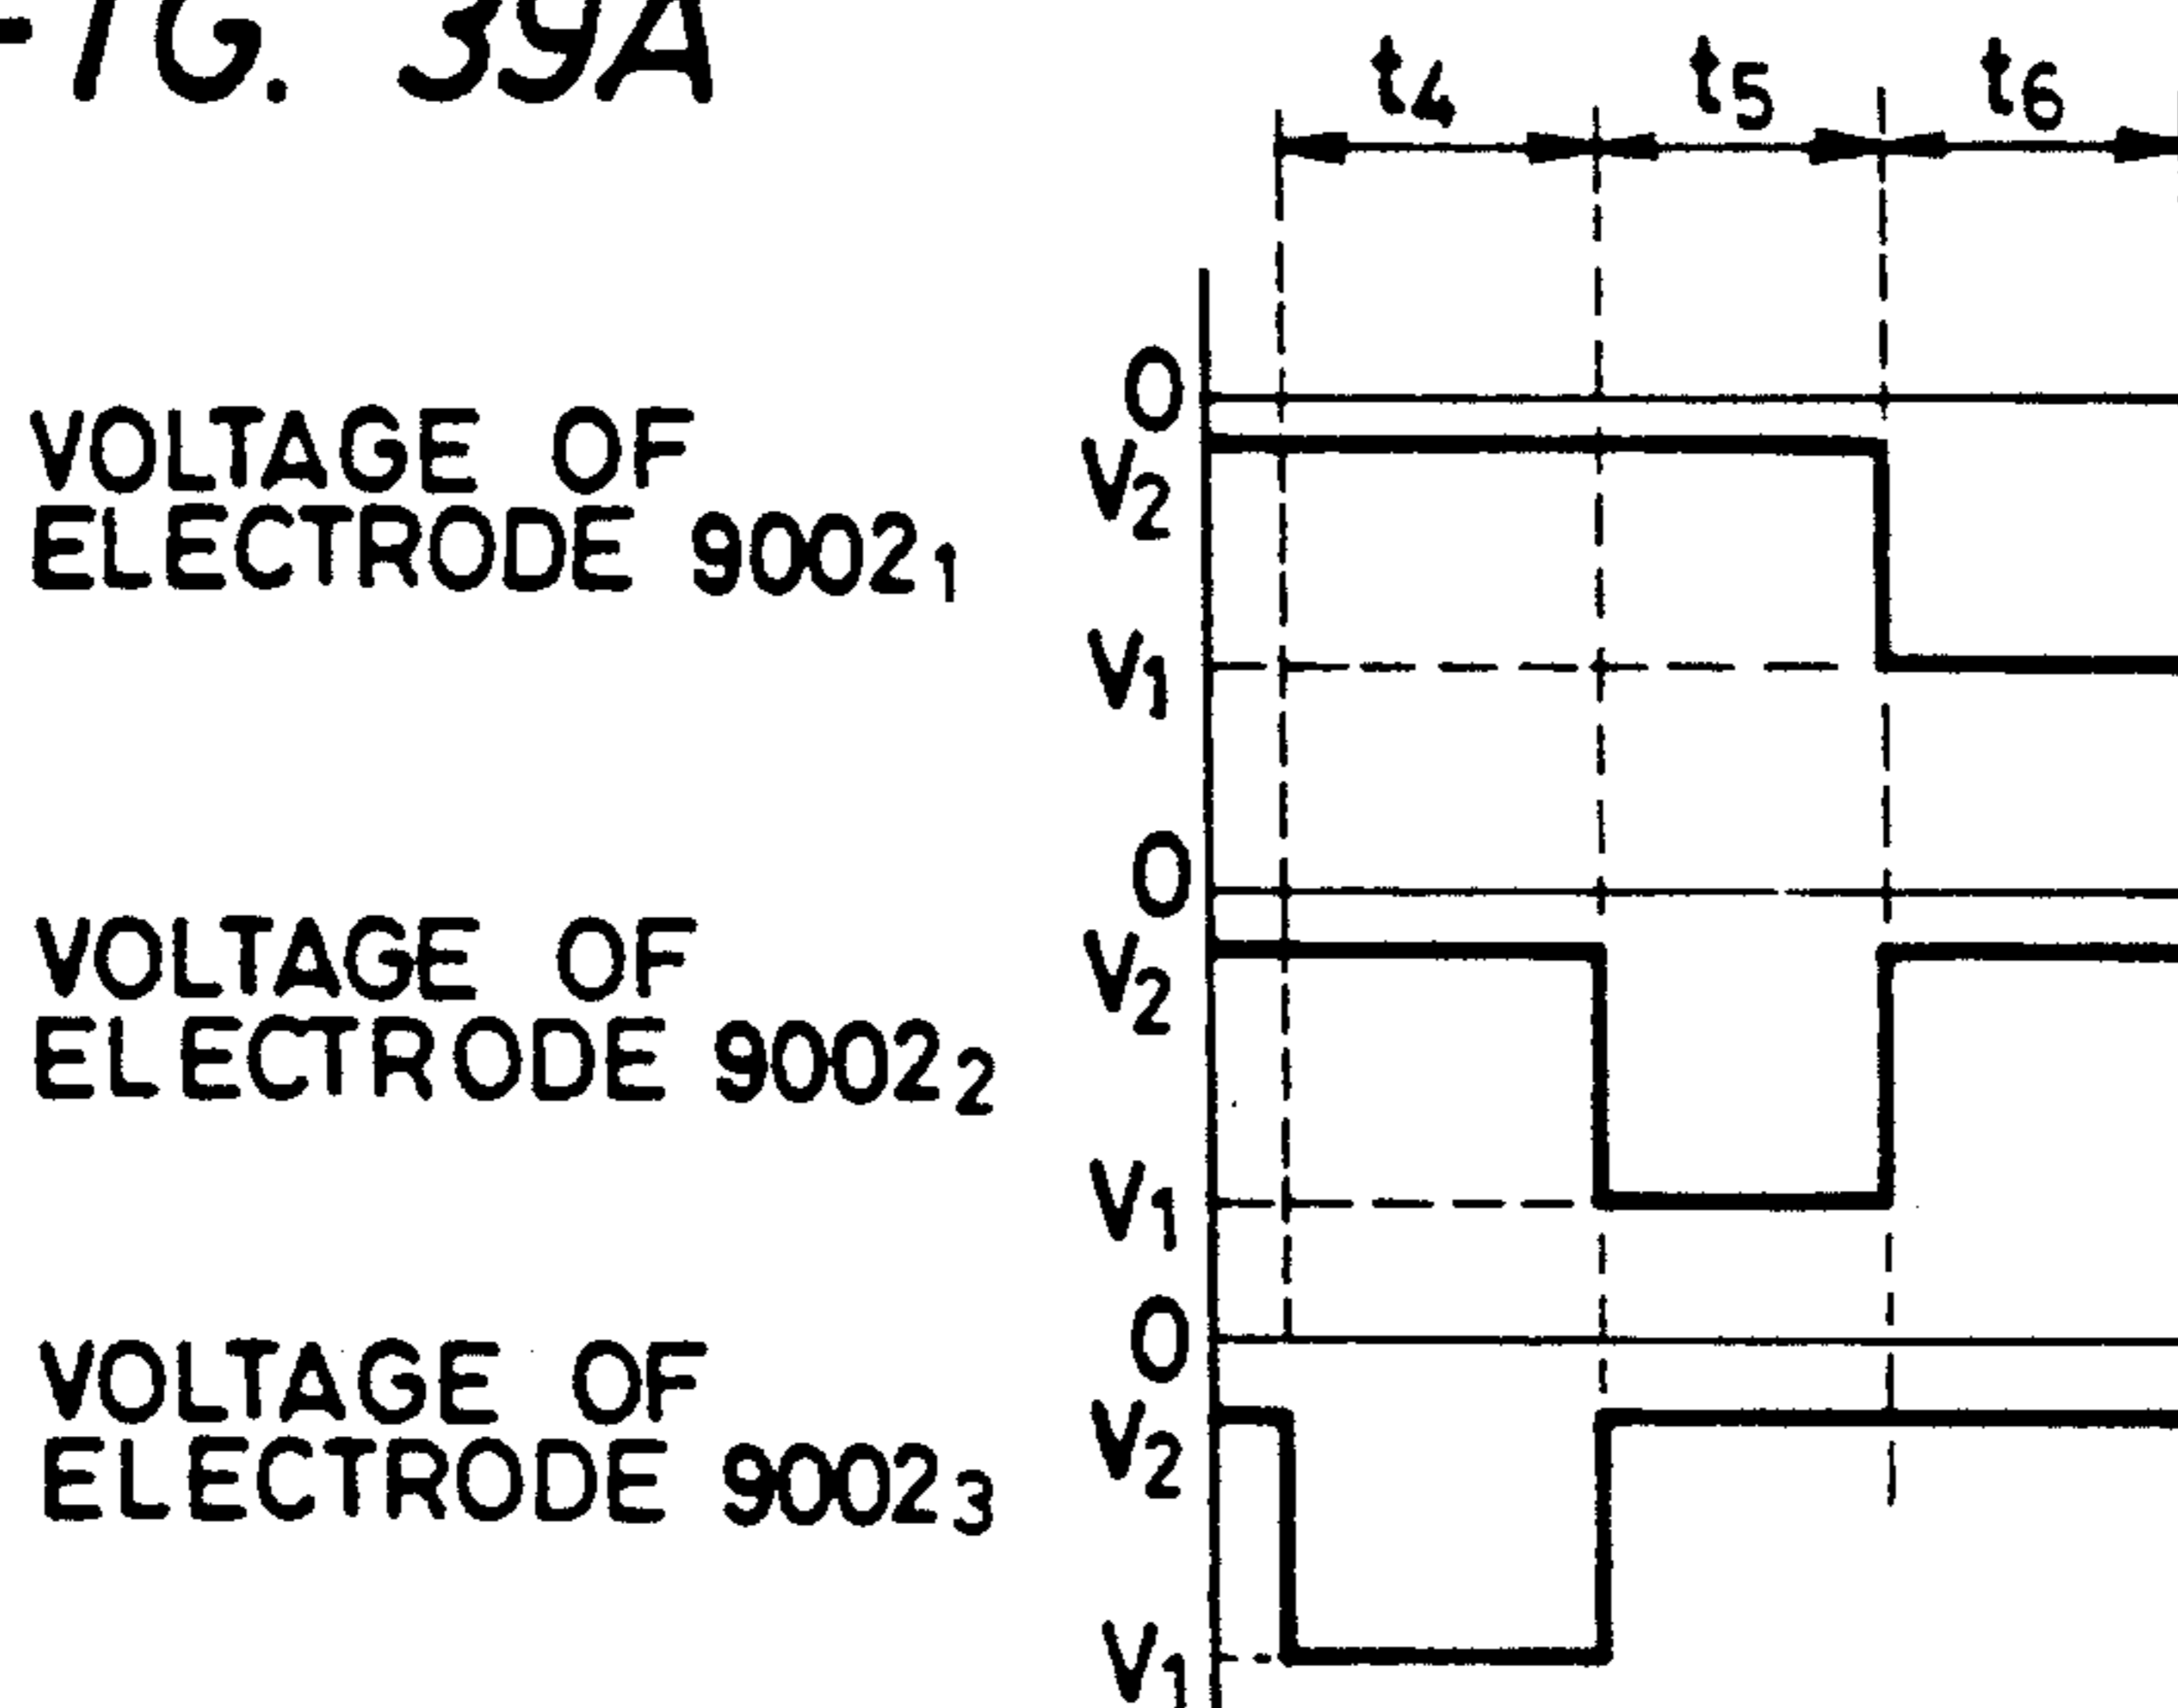 FIG. 39A
t4 t5 t6
0
VOLTAGE OF
ELECTRODE 9002₁
V₂
V₁
0
VOLTAGE OF
ELECTRODE 9002₂
V₂
V₁
0
VOLTAGE OF
ELECTRODE 9002₃
V₂
V₁